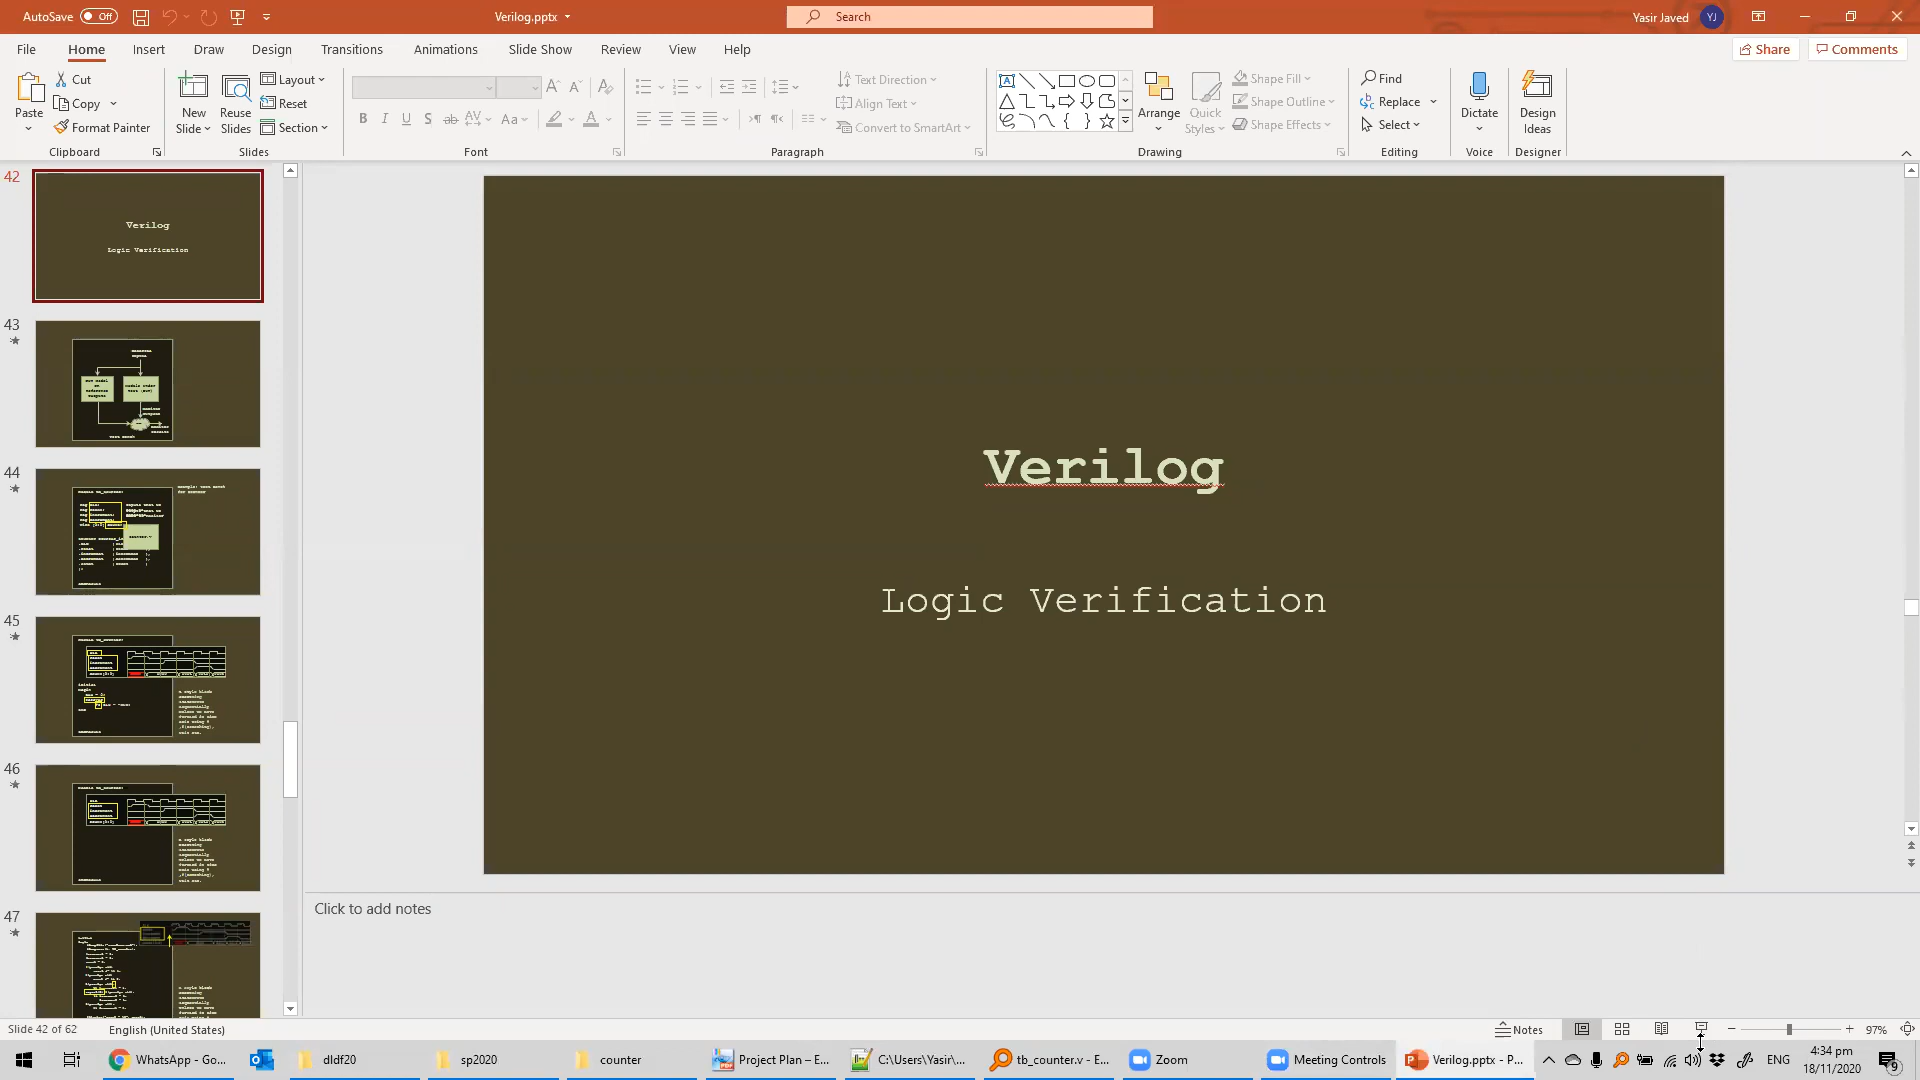 AutoSave Off Verilog.pptx Search Yasir Javed YJ
File Home Insert Draw Design Transitions Animations Slide Show Review View Help Share Comments
Cut Layout Text Direction Shape Fill Find
Copy Reset Align Text Shape Outline Replace
Paste Format Painter New Slide Reuse Slides Section Convert to SmartArt Arrange Quick Styles Shape Effects Select Dictate Design Ideas
Clipboard Slides Font Paragraph Drawing Editing Voice Designer
42
Verilog
Logic Verification
43
44
45
46
47
Verilog
Logic Verification
Click to add notes
Slide 42 of 62 English (United States) Notes 97%
WhatsApp - Go... dldf20 sp2020 counter Project Plan – E... C:\Users\Yasir\... tb_counter.v - E... Zoom Meeting Controls Verilog.pptx - P... ENG 4:34 pm
18/11/2020 9